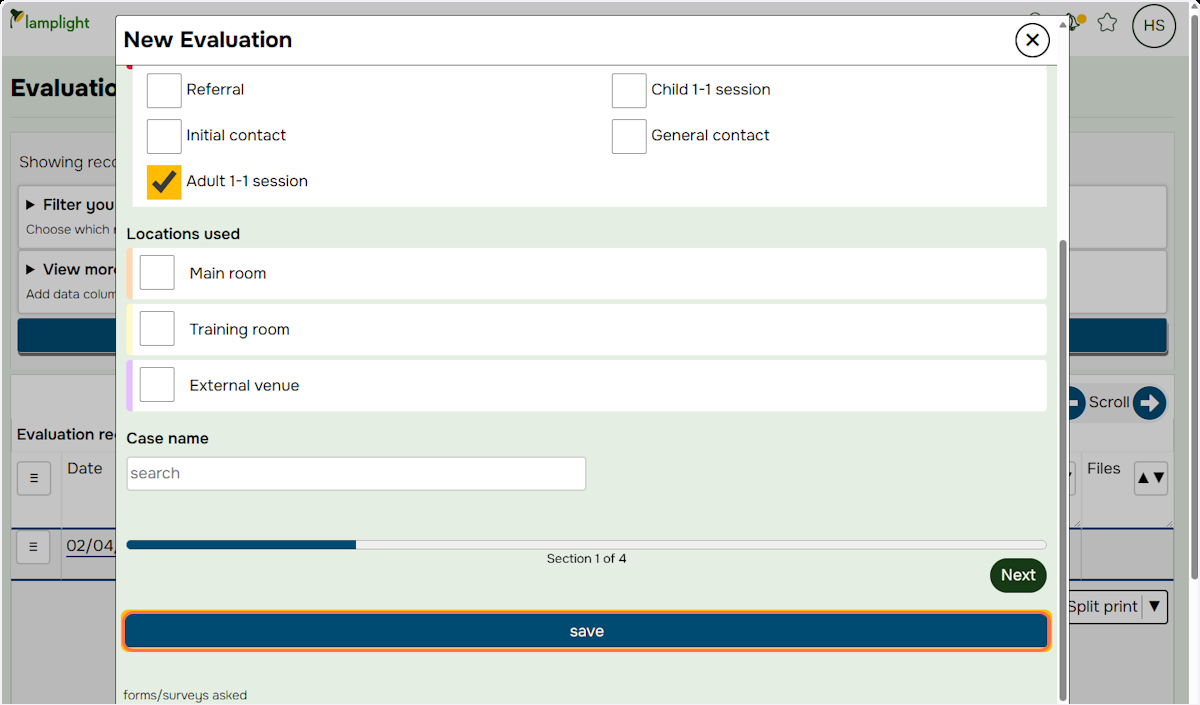 lamplight
HS
New Evaluation
Evaluatio
Referral
Child 1-1 session
Initial contact
General contact
Adult 1-1 session
Showing reco
Filter you
Choose which
View mor
Add data colum
Locations used
Main room
Training room
External venue
Scroll
Case name
search
Evaluation re
Date
Files
02/04
Section 1 of 4
Next
Split print
save
forms/surveys asked